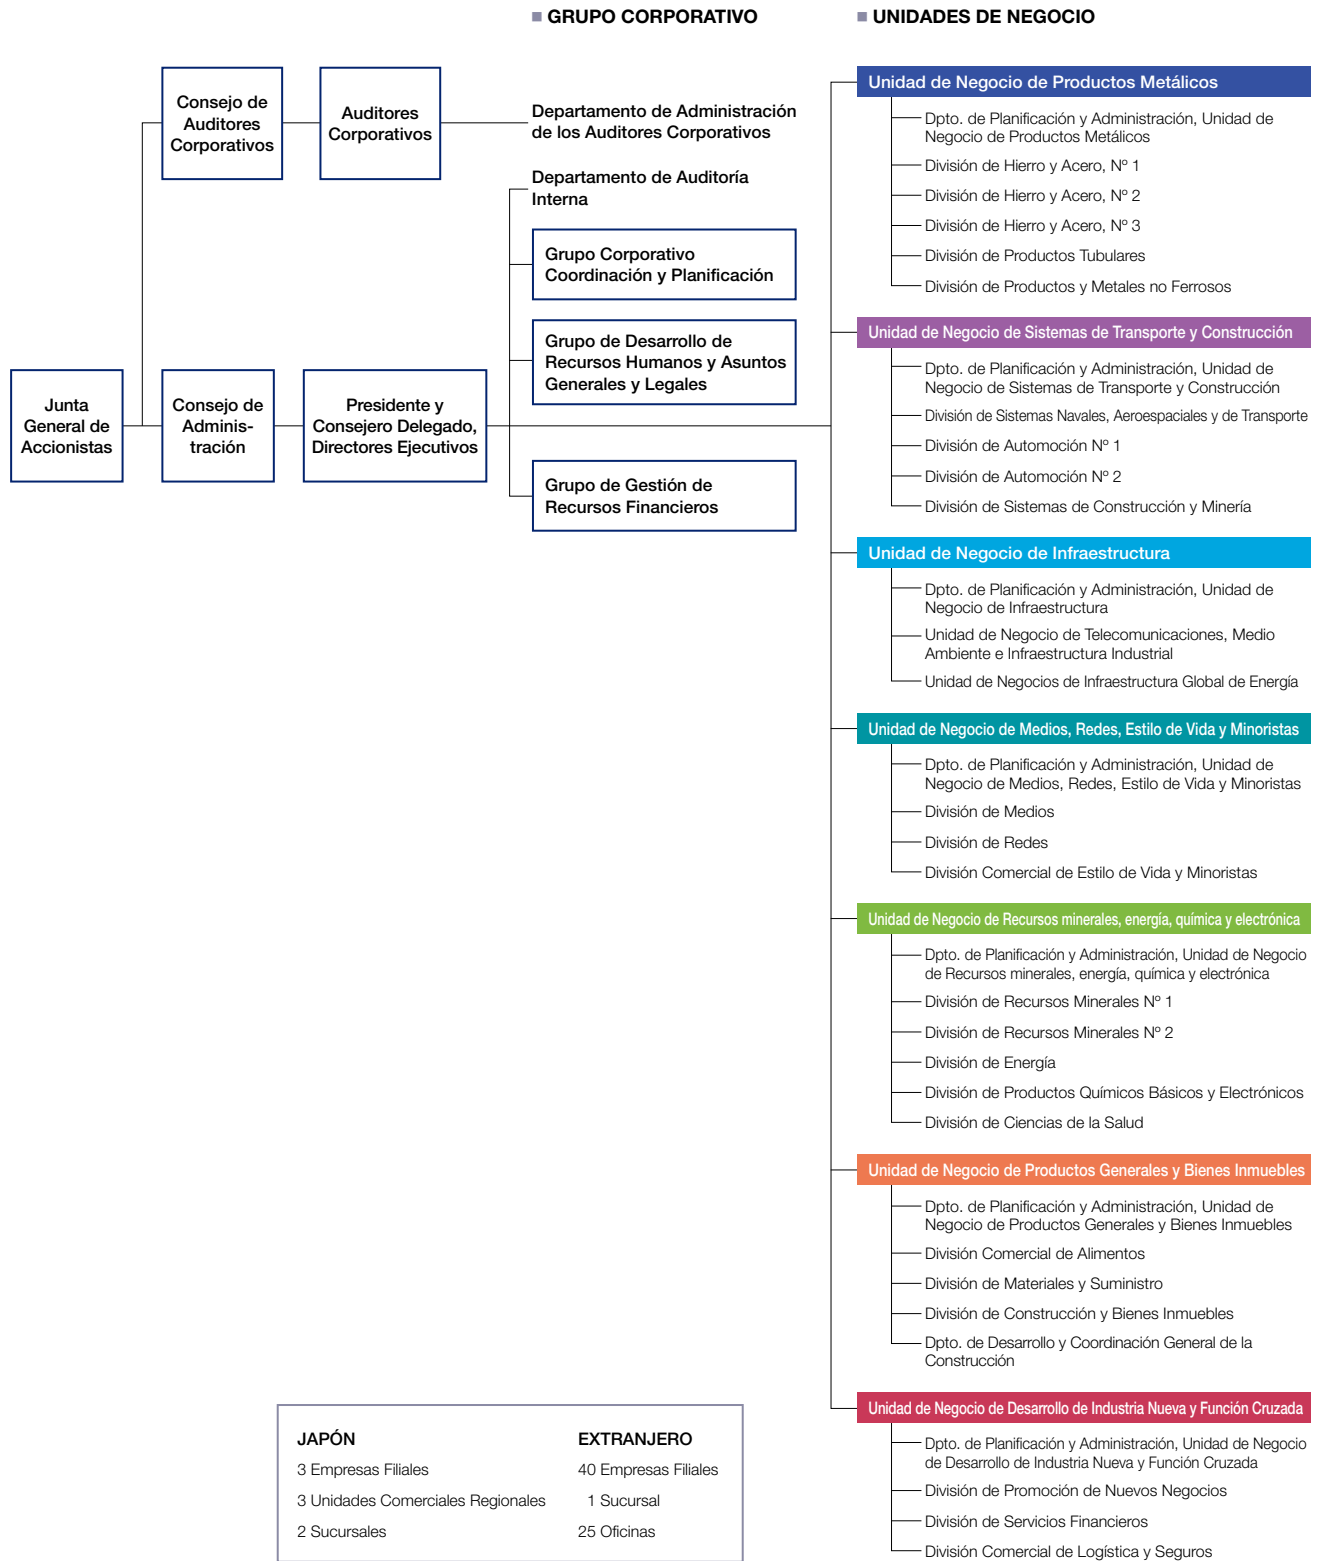 ■ GRUPO CORPORATIVO
■ UNIDADES DE NEGOCIO
Consejo de
Auditores
Corporativos
Auditores
Corporativos
Departamento de Administración
de los Auditores Corporativos
Departamento de Auditoría
Interna
Grupo Corporativo
Coordinación y Planificación
Grupo de Desarrollo de
Recursos Humanos y Asuntos
Generales y Legales
Junta
General de
Accionistas
Consejo de
Adminis-
tración
Presidente y
Consejero Delegado,
Directores Ejecutivos
Grupo de Gestión de
Recursos Financieros
Unidad de Negocio de Productos Metálicos
Dpto. de Planificación y Administración, Unidad de
Negocio de Productos Metálicos
División de Hierro y Acero, Nº 1
División de Hierro y Acero, Nº 2
División de Hierro y Acero, Nº 3
División de Productos Tubulares
División de Productos y Metales no Ferrosos
Unidad de Negocio de Sistemas de Transporte y Construcción
Dpto. de Planificación y Administración, Unidad de
Negocio de Sistemas de Transporte y Construcción
División de Sistemas Navales, Aeroespaciales y de Transporte
División de Automoción Nº 1
División de Automoción Nº 2
División de Sistemas de Construcción y Minería
Unidad de Negocio de Infraestructura
Dpto. de Planificación y Administración, Unidad de
Negocio de Infraestructura
Unidad de Negocio de Telecomunicaciones, Medio
Ambiente e Infraestructura Industrial
Unidad de Negocios de Infraestructura Global de Energía
Unidad de Negocio de Medios, Redes, Estilo de Vida y Minoristas
Dpto. de Planificación y Administración, Unidad de
Negocio de Medios, Redes, Estilo de Vida y Minoristas
División de Medios
División de Redes
División Comercial de Estilo de Vida y Minoristas
Unidad de Negocio de Recursos minerales, energía, química y electrónica
Dpto. de Planificación y Administración, Unidad de Negocio
de Recursos minerales, energía, química y electrónica
División de Recursos Minerales Nº 1
División de Recursos Minerales Nº 2
División de Energía
División de Productos Químicos Básicos y Electrónicos
División de Ciencias de la Salud
Unidad de Negocio de Productos Generales y Bienes Inmuebles
Dpto. de Planificación y Administración, Unidad de
Negocio de Productos Generales y Bienes Inmuebles
División Comercial de Alimentos
División de Materiales y Suministro
División de Construcción y Bienes Inmuebles
Dpto. de Desarrollo y Coordinación General de la
Construcción
Unidad de Negocio de Desarrollo de Industria Nueva y Función Cruzada
Dpto. de Planificación y Administración, Unidad de Negocio
de Desarrollo de Industria Nueva y Función Cruzada
División de Promoción de Nuevos Negocios
División de Servicios Financieros
División Comercial de Logística y Seguros
JAPÓN
3 Empresas Filiales
3 Unidades Comerciales Regionales
2 Sucursales
EXTRANJERO
40 Empresas Filiales
1 Sucursal
25 Oficinas